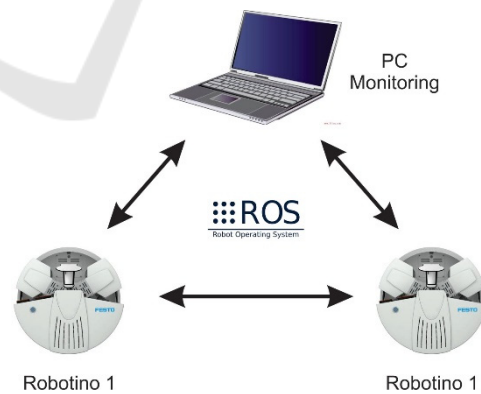 PC
Monitoring
ROS
Robot Operating System
FESTO
FESTO
Robotino 1
Robotino 1